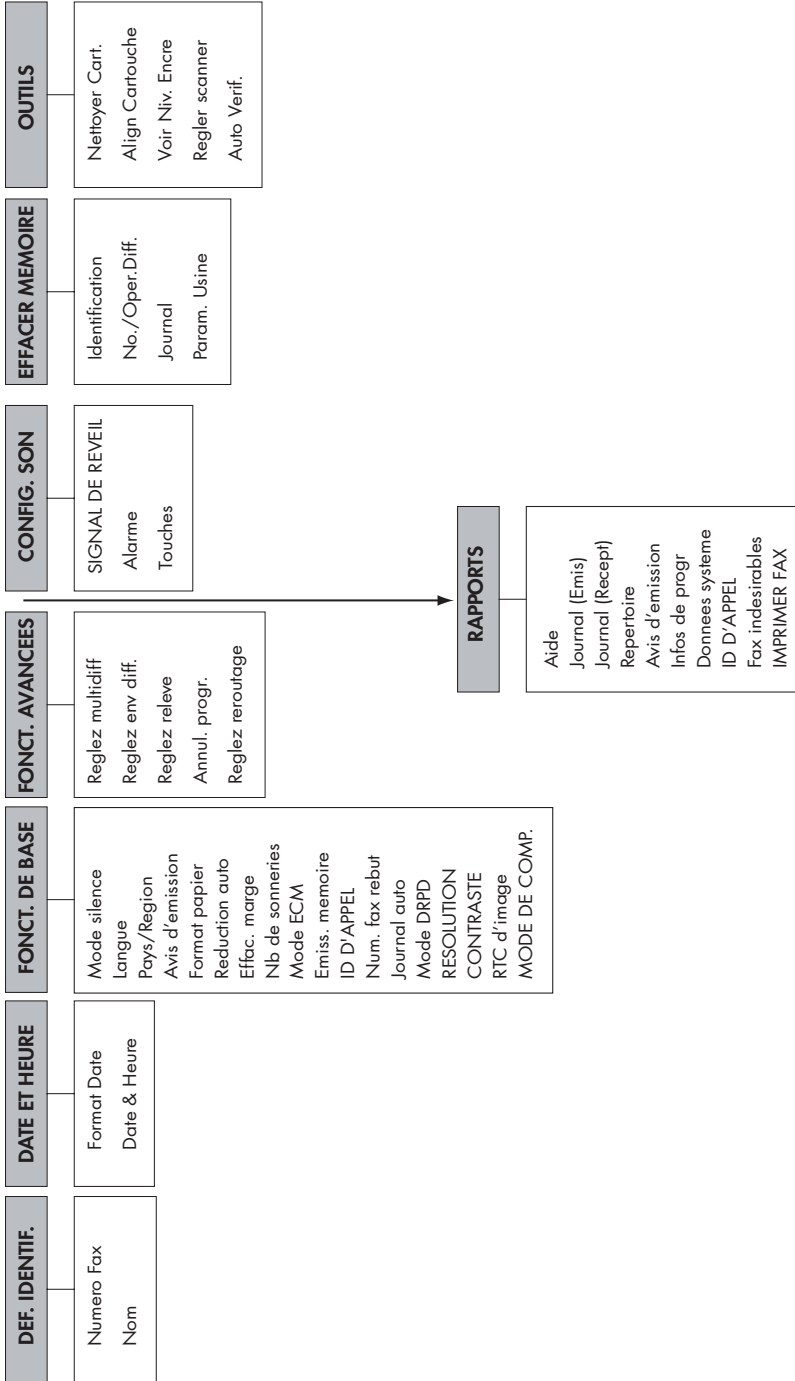 DEF. IDENTIF.
Numero Fax
Nom
DATE ET HEURE
Format Date
Date & Heure
FONCT. DE BASE
Mode silence
Langue
Pays/Region
Avis d'emission
Format papier
Reduction auto
Effac. marge
Nb de sonneries
Mode ECM
Emiss. memoire
ID D'APPEL
Num. fax rebut
Journal auto
Mode DRPD
RESOLUTION
CONTRASTE
RTC d'image
MODE DE COMP.
FONCT. AVANCEES
Reglez multidiff
Reglez env diff.
Reglez releve
Annul. progr.
Reglez reroutage
CONFIG. SON
SIGNAL DE REVEIL
Alarme
Touches
EFFACER MEMOIRE
Identification
No./Oper.Diff.
Journal
Param. Usine
OUTILS
Nettoyer Cart.
Align Cartouche
Voir Niv. Encre
Regler scanner
Auto Verif.
RAPPORTS
Aide
Journal (Emis)
Journal (Recept)
Repertoire
Avis d'emission
Infos de progr
Donnees systeme
ID D'APPEL
Fax indesirables
IMPRIMER FAX